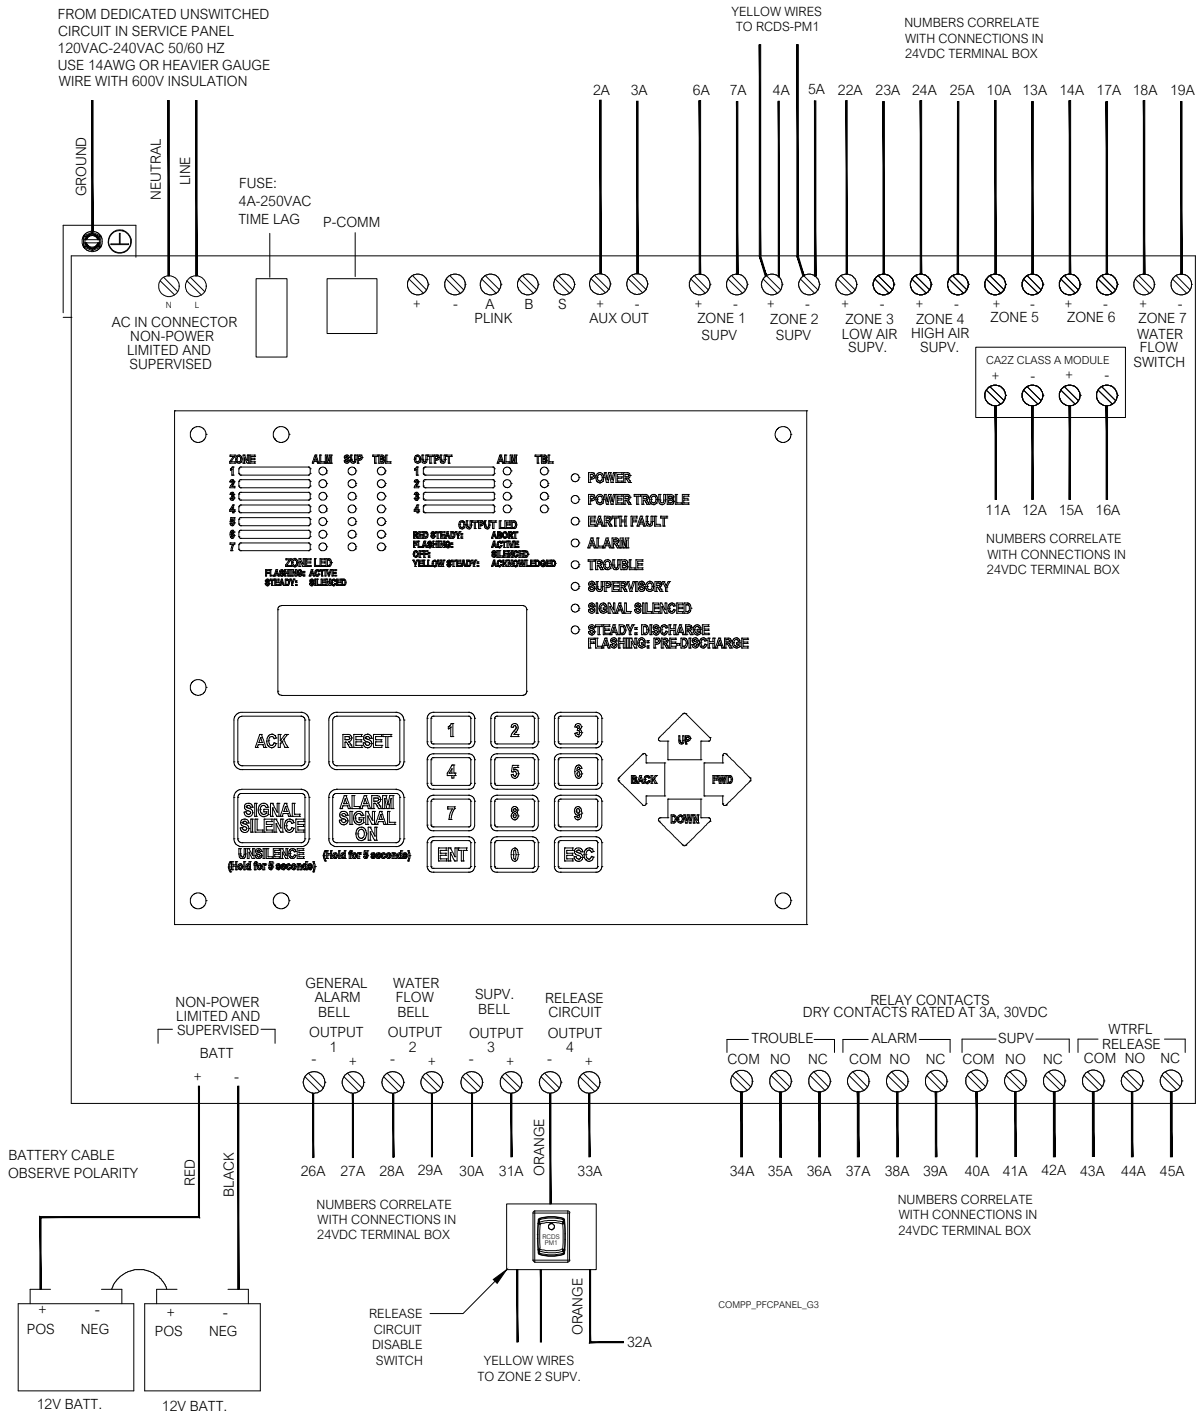 FROM DEDICATED UNSWITCHED
CIRCUIT IN SERVICE PANEL
120VAC-240VAC 50/60 HZ
USE 14AWG OR HEAVIER GAUGE
WIRE WITH 600V INSULATION
YELLOW WIRES
TO RCDS-PM1
NUMBERS CORRELATE
WITH CONNECTIONS IN
24VDC TERMINAL BOX
2A 3A 6A 7A 4A 5A 22A 23A 24A 25A 10A 13A 14A 17A 18A 19A
GROUND
NEUTRAL
LINE
FUSE:
4A-250VAC
TIME LAG
P-COMM
N L
AC IN CONNECTOR
NON-POWER
LIMITED AND
SUPERVISED
+ - A B S
PLINK
+ -
AUX OUT
+ -
ZONE 1
SUPV
+ -
ZONE 2
SUPV
+ -
ZONE 3
LOW AIR
SUPV.
+ -
ZONE 4
HIGH AIR
SUPV.
+ -
ZONE 5
+ -
ZONE 6
+ -
ZONE 7
WATER
FLOW
SWITCH
CA2Z CLASS A MODULE
+ - + -
11A 12A 15A 16A
NUMBERS CORRELATE
WITH CONNECTIONS IN
24VDC TERMINAL BOX
ZONE ALM SUP TBL
1
2
3
4
5
6
7
ZONE LED
FLASHING: ACTIVE
STEADY: SILENCED
OUTPUT ALM TBL
1
2
3
4
OUTPUT LED
RED STEADY: ABORT
FLASHING: ACTIVE
OFF: SILENCED
YELLOW STEADY: ACKNOWLEDGED
POWER
POWER TROUBLE
EARTH FAULT
ALARM
TROUBLE
SUPERVISORY
SIGNAL SILENCED
STEADY: DISCHARGE
FLASHING: PRE-DISCHARGE
ACK
RESET
SIGNAL
SILENCE
UNSILENCE
(Hold for 5 seconds)
ALARM
SIGNAL
ON
(Hold for 5 seconds)
1 2 3
4 5 6
7 8 9
ENT 0 ESC
UP
BACK
FWD
DOWN
NON-POWER
LIMITED AND
SUPERVISED
BATT
+ -
GENERAL
ALARM
BELL
OUTPUT
1
- +
WATER
FLOW
BELL
OUTPUT
2
- +
SUPV.
BELL
OUTPUT
3
- +
RELEASE
CIRCUIT
OUTPUT
4
- +
RELAY CONTACTS
DRY CONTACTS RATED AT 3A, 30VDC
TROUBLE
COM NO NC
ALARM
COM NO NC
SUPV
COM NO NC
WTRFL
RELEASE
COM NO NC
BATTERY CABLE
OBSERVE POLARITY
RED
BLACK
26A 27A 28A 29A 30A 31A
ORANGE
33A
34A 35A 36A 37A 38A 39A 40A 41A 42A 43A 44A 45A
NUMBERS CORRELATE
WITH CONNECTIONS IN
24VDC TERMINAL BOX
NUMBERS CORRELATE
WITH CONNECTIONS IN
24VDC TERMINAL BOX
RCDS
PM1
ORANGE
32A
RELEASE
CIRCUIT
DISABLE
SWITCH
YELLOW WIRES
TO ZONE 2 SUPV.
COMPP_PFCPANEL_G3
+ -
POS NEG
12V BATT.
+ -
POS NEG
12V BATT.